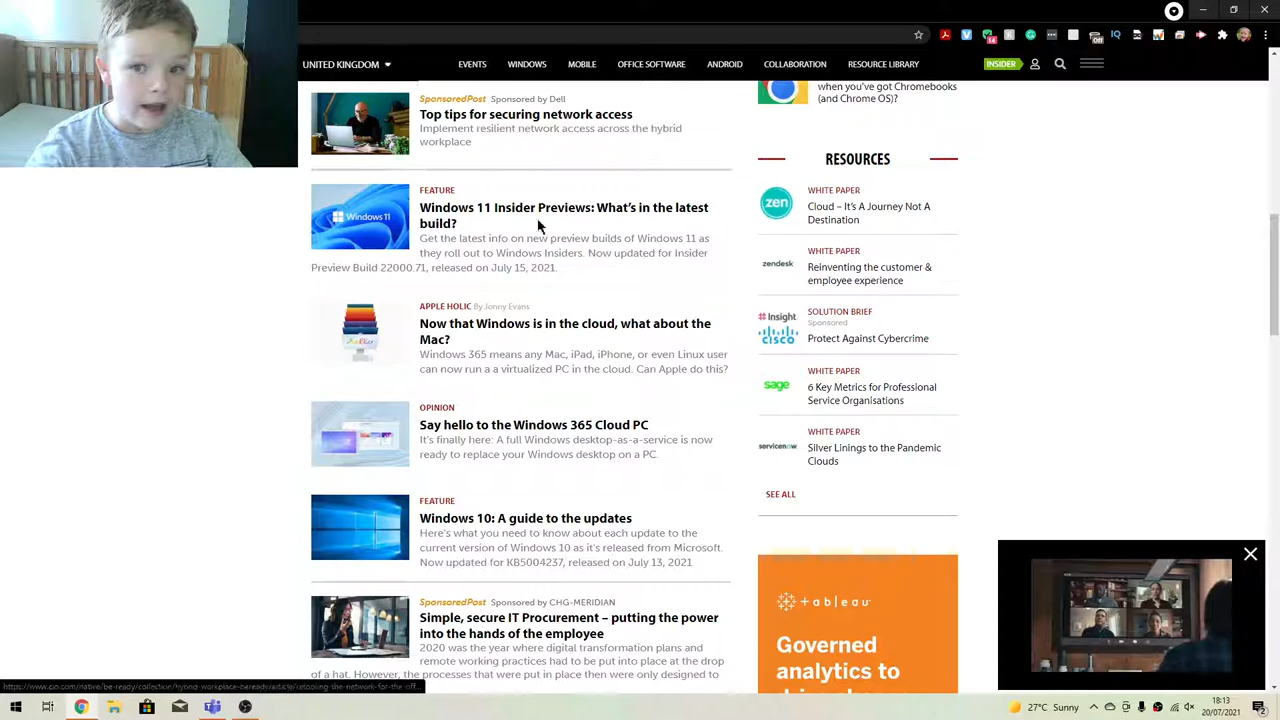 UNITED KINGDOM
EVENTS WINDOWS MOBILE OFFICE SOFTWARE ANDROID COLLABORATION RESOURCE LIBRARY INSIDER
SponsoredPost Sponsored by Dell
Top tips for securing network access
Implement resilient network access across the hybrid
workplace
FEATURE
Windows 11 Insider Previews: What's in the latest
build?
Get the latest info on new preview builds of Windows 11 as
they roll out to Windows Insiders. Now updated for Insider
Preview Build 22000.71, released on July 15, 2021.
Windows 11
APPLE HOLIC By Jonny Evans
Now that Windows is in the cloud, what about the
Mac?
Windows 365 means any Mac, iPad, iPhone, or even Linux user
can now run a a virtualized PC in the cloud. Can Apple do this?
OPINION
Say hello to the Windows 365 Cloud PC
It's finally here: A full Windows desktop-as-a-service is now
ready to replace your Windows desktop on a PC.
FEATURE
Windows 10: A guide to the updates
Here's what you need to know about each update to the
current version of Windows 10 as it's released from Microsoft.
Now updated for KB5004237, released on July 13, 2021.
SponsoredPost Sponsored by CHG-MERIDIAN
Simple, secure IT Procurement – putting the power
into the hands of the employee
2020 was the year where digital transformation plans and
remote working practices had to be put into place at the drop
of a hat. However, the processes that were put in place then were only designed to
when you've got Chromebooks
(and Chrome OS)?
RESOURCES
zen
WHITE PAPER
Cloud – It's A Journey Not A
Destination
zendesk
WHITE PAPER
Reinventing the customer &
employee experience
Insight
CISCO
SOLUTION BRIEF
Sponsored
Protect Against Cybercrime
sage
WHITE PAPER
6 Key Metrics for Professional
Service Organisations
servicenow
WHITE PAPER
Silver Linings to the Pandemic
Clouds
SEE ALL
tableau
Governed
analytics to
27°C Sunny
18:13
20/07/2021